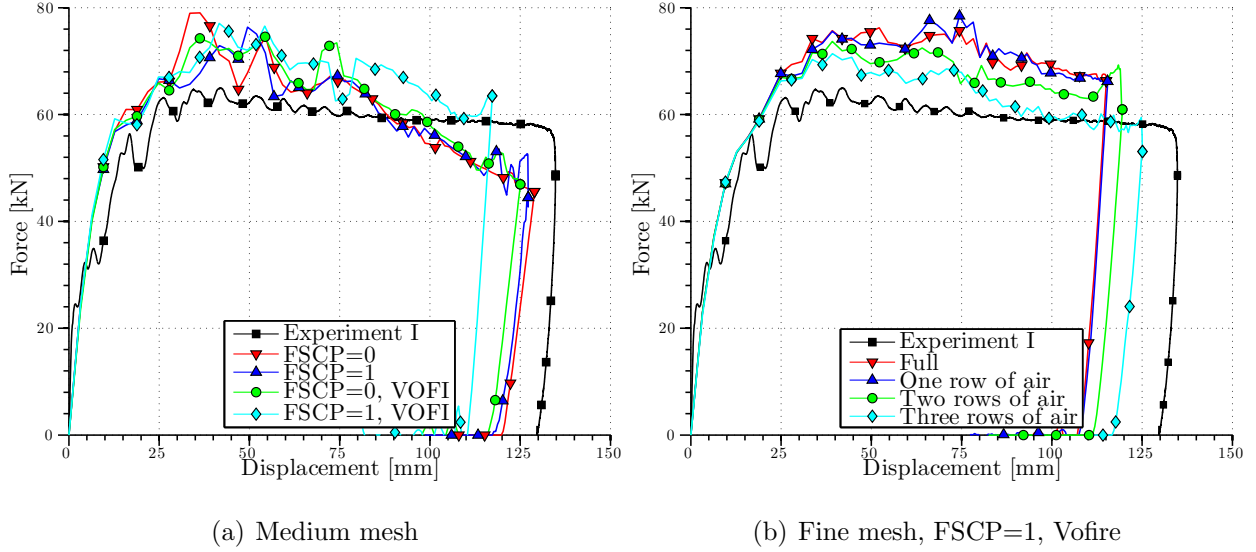 80
60
40
20
0
Force [kN]
0 25 50 75 100 125 150
Displacement [mm]
Experiment I
FSCP=0
FSCP=1
FSCP=0, VOFI
FSCP=1, VOFI
(a) Medium mesh
80
60
40
20
0
Force [kN]
0 25 50 75 100 125 150
Displacement [mm]
Experiment I
Full
One row of air
Two rows of air
Three rows of air
(b) Fine mesh, FSCP=1, Vofire